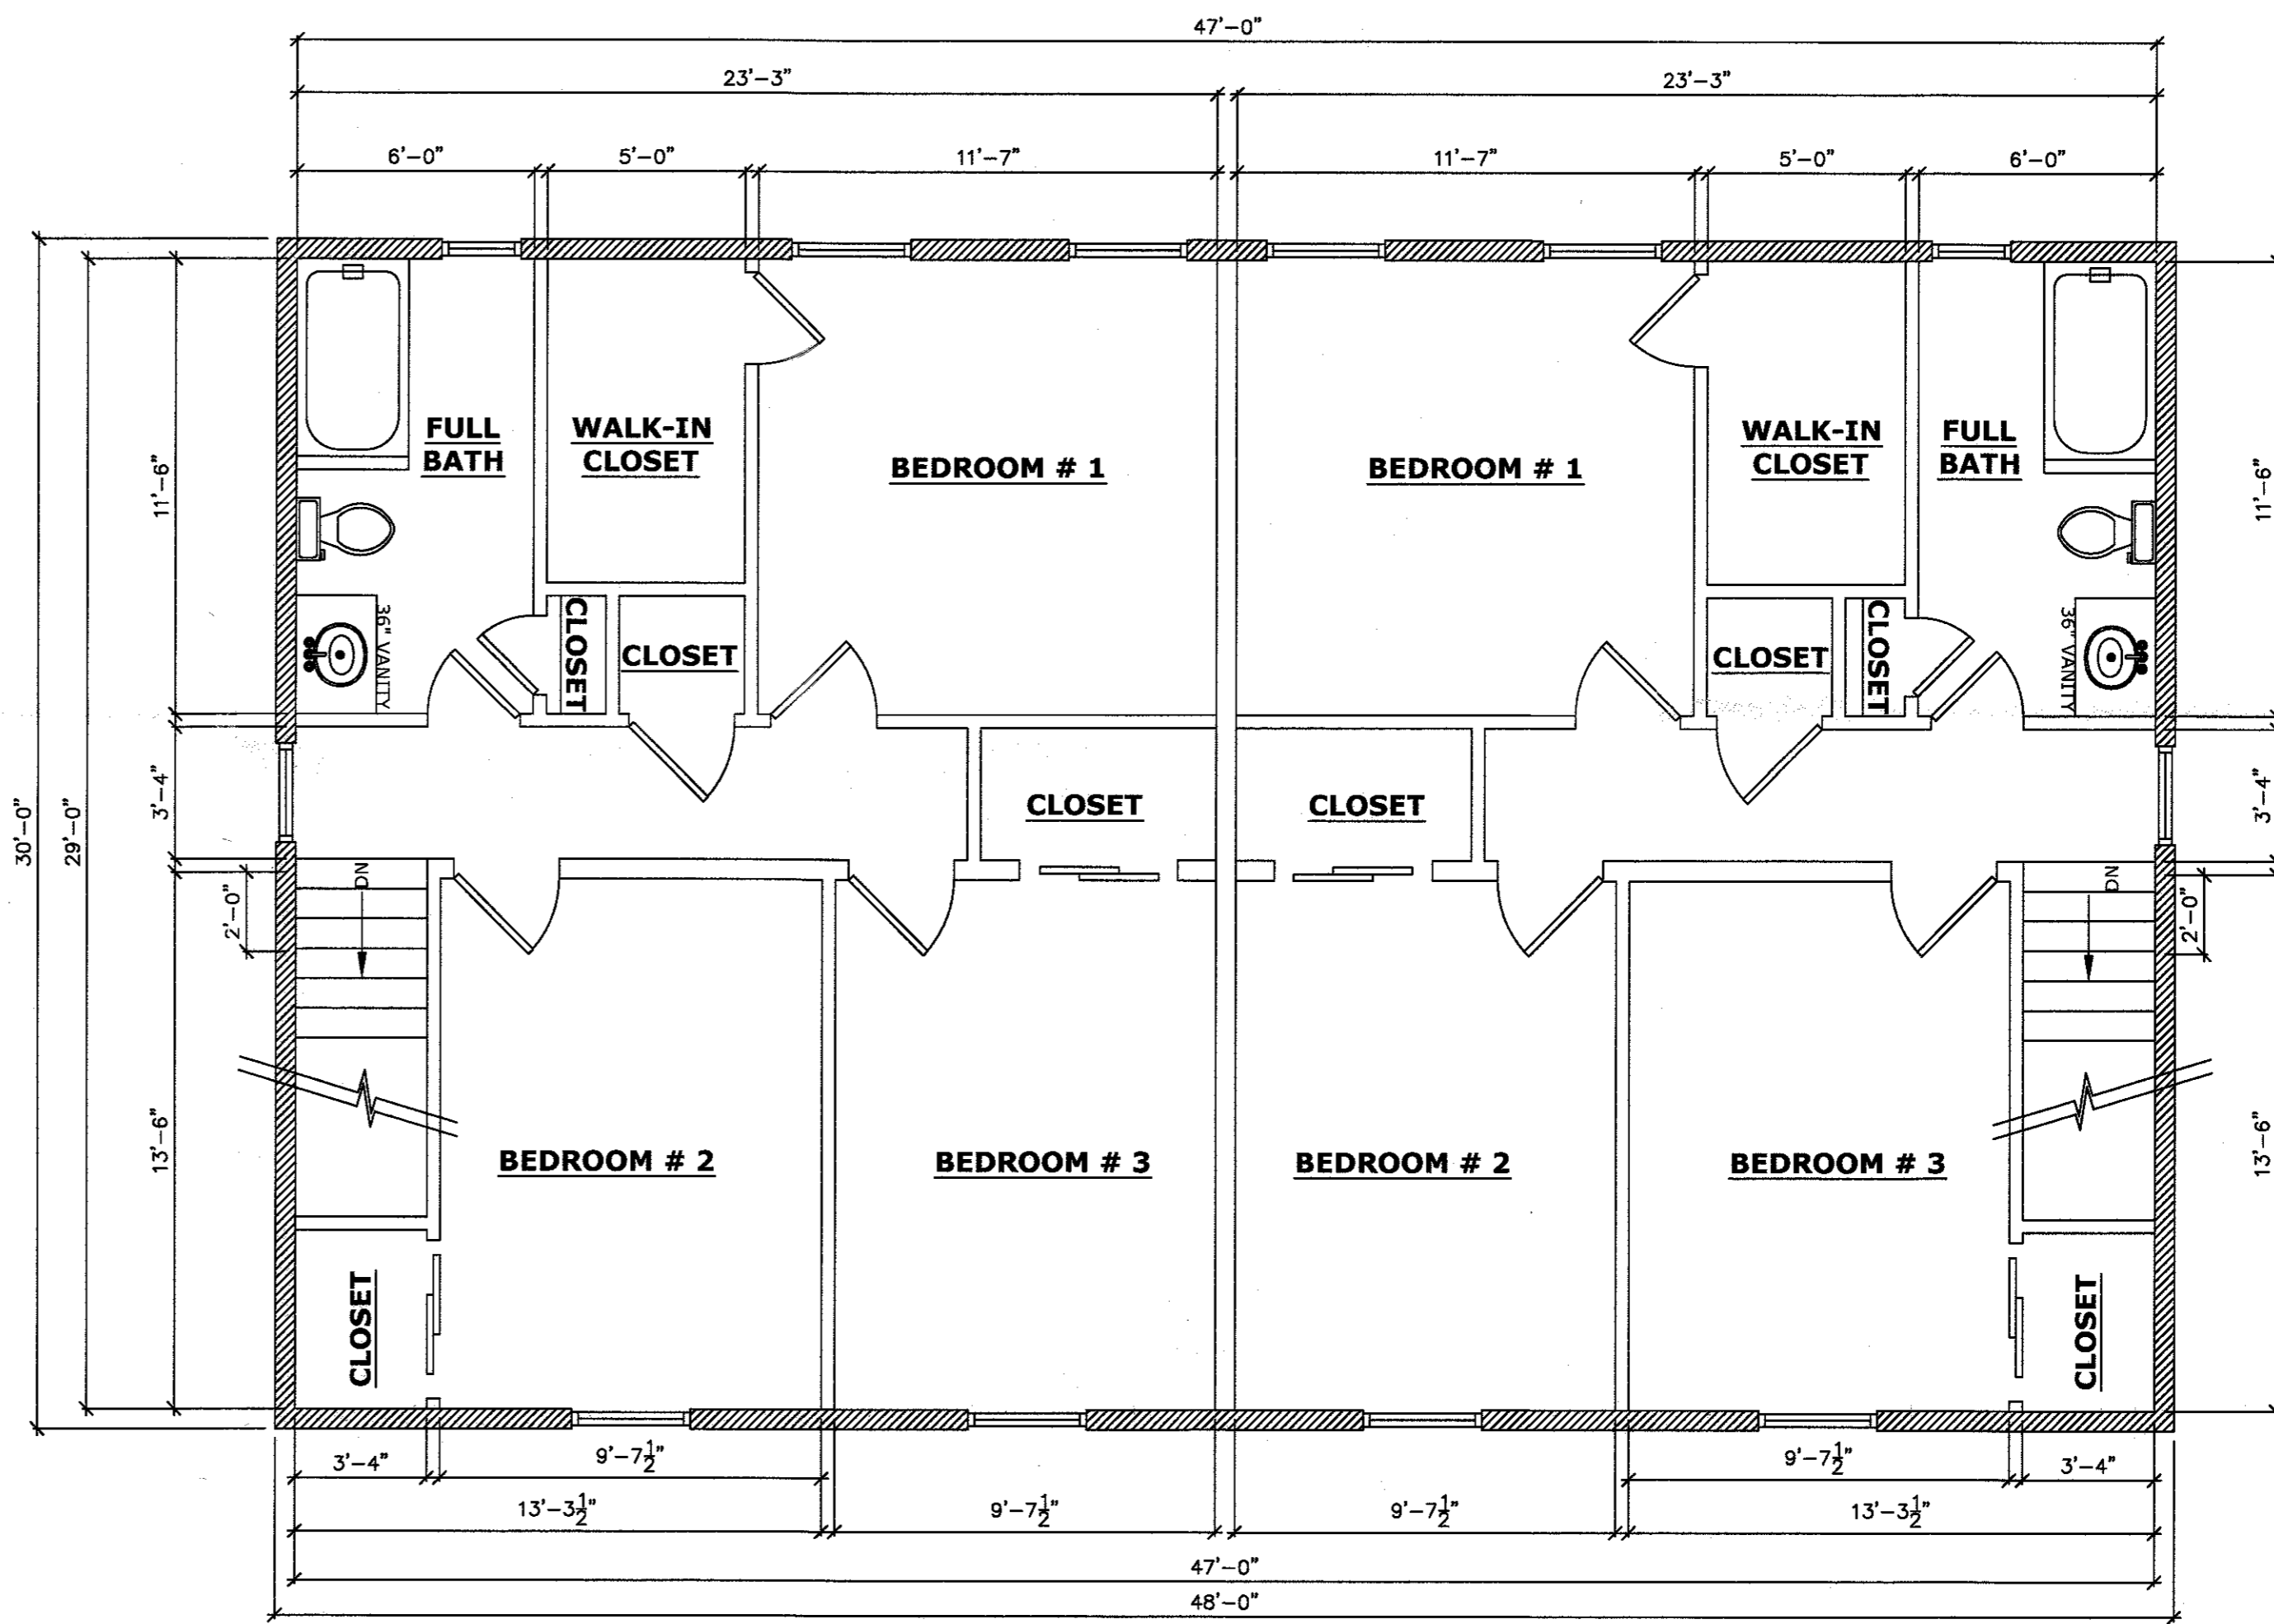 47'-0"
23'-3" 23'-3"
6'-0" 5'-0" 11'-7" 11'-7" 5'-0" 6'-0"
FULL
BATH
WALK-IN
CLOSET
BEDROOM # 1
BEDROOM # 1
WALK-IN
CLOSET
FULL
BATH
11'-6"
11'-6"
36" VANITY
CLOSET
CLOSET
CLOSET
CLOSET
36" VANITY
30'-0"
29'-0"
3'-4"
CLOSET
CLOSET
3'-4"
DN
DN
2'-0"
2'-0"
13'-6"
BEDROOM # 2
BEDROOM # 3
BEDROOM # 2
BEDROOM # 3
13'-6"
CLOSET
CLOSET
3'-4" 9'-7½" 9'-7½" 3'-4"
13'-3½" 9'-7½" 9'-7½" 13'-3½"
47'-0"
48'-0"